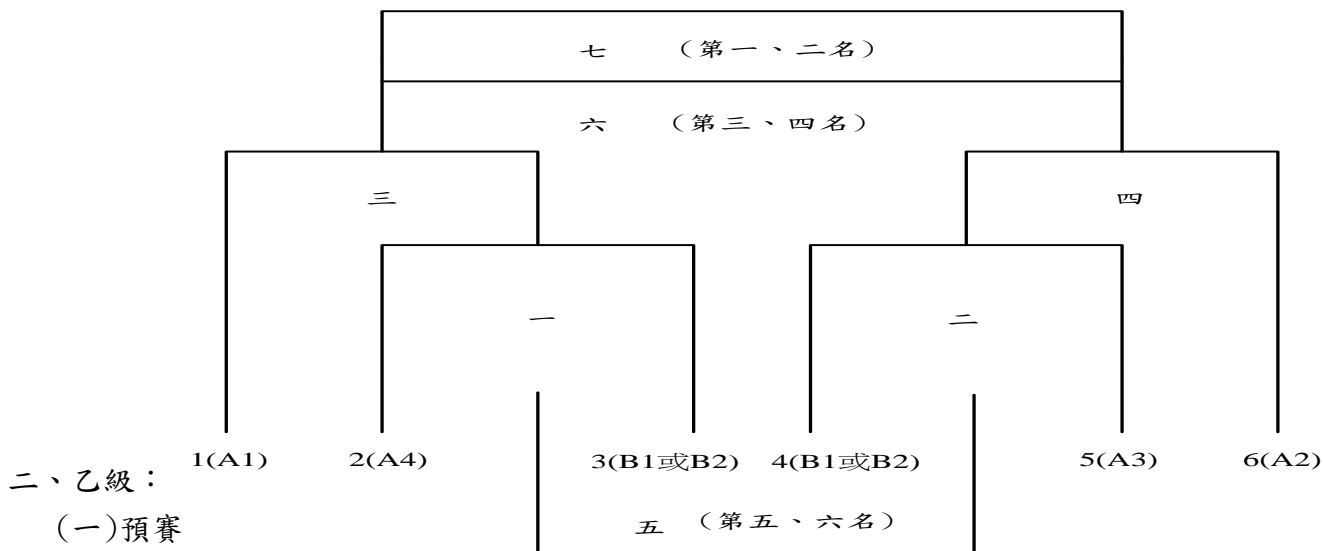 七 （第一、二名）
六 （第三、四名）
三 四
一 二
1(A1) 2(A4) 3(B1或B2) 4(B1或B2) 5(A3) 6(A2)
二、乙級：
(一)預賽
五 （第五、六名）